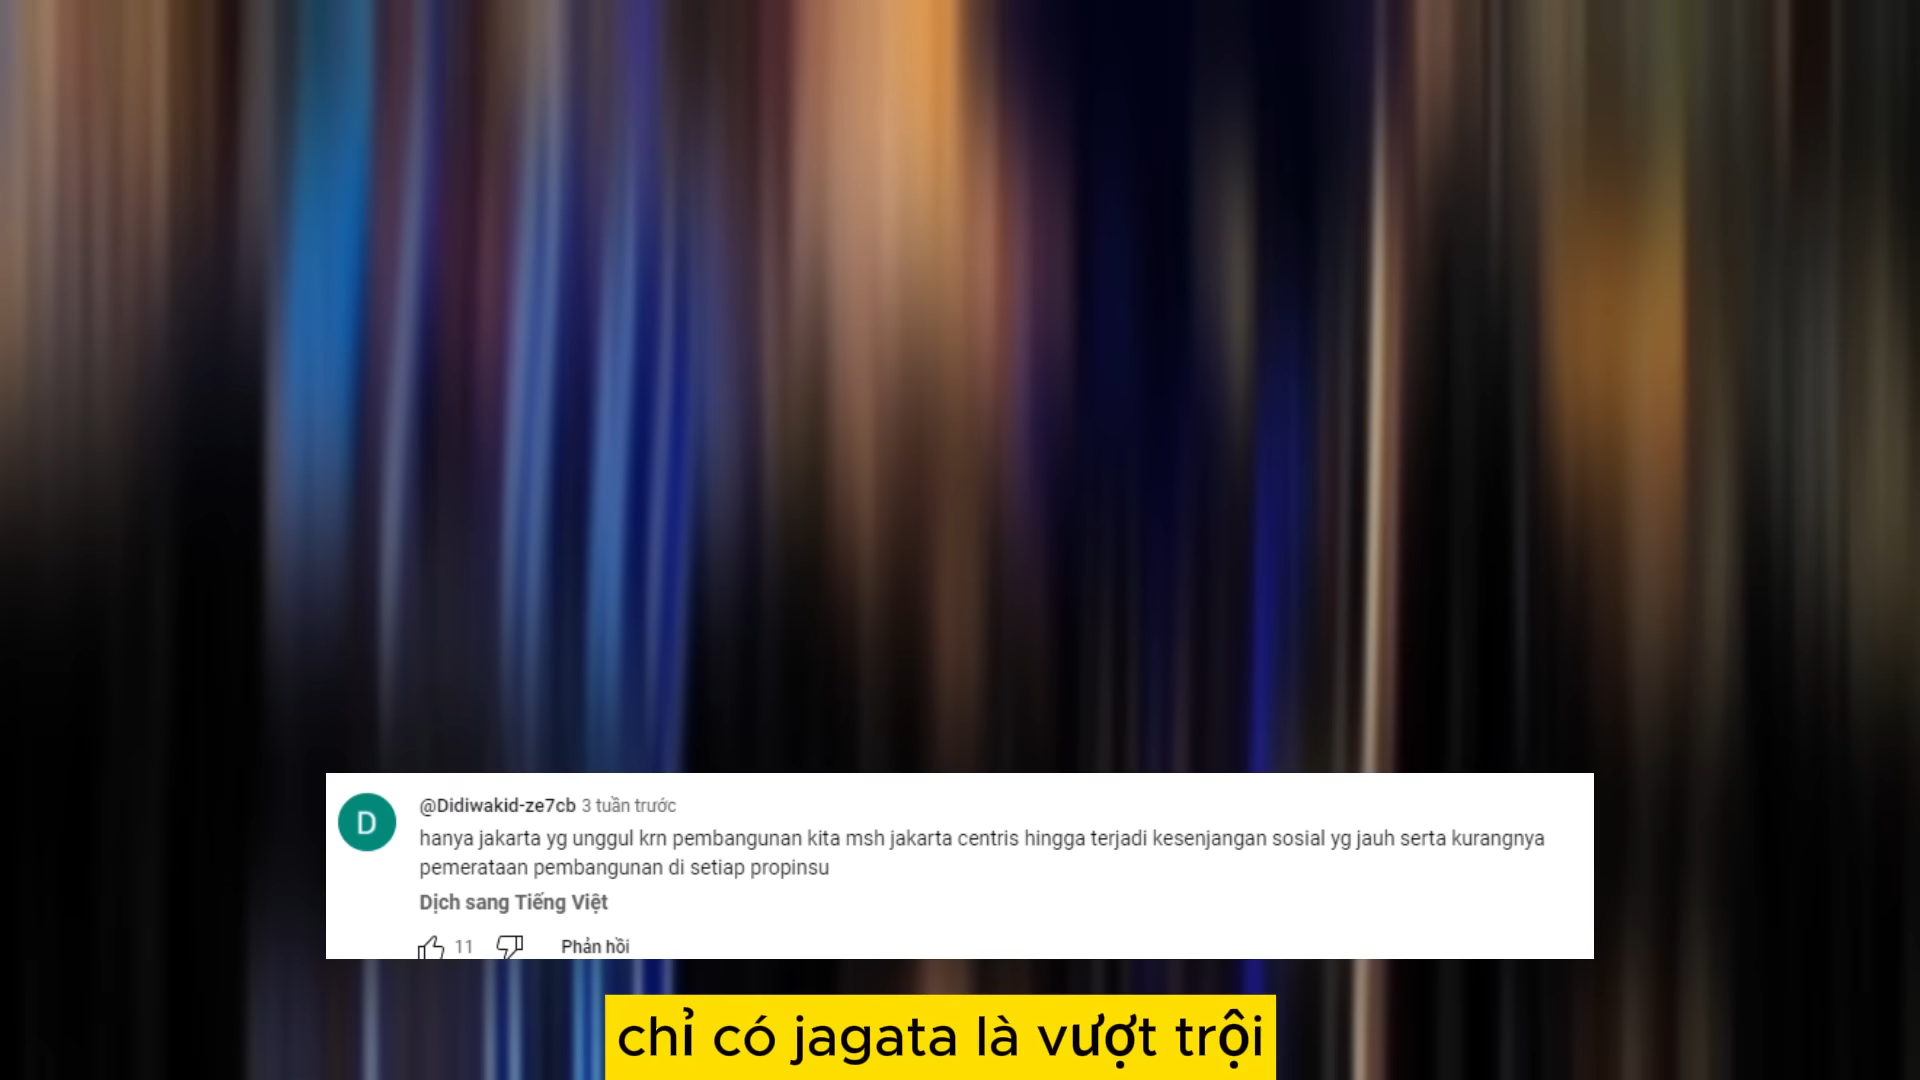 D
@Didiwakid-ze7cb 3 tuần trước
hanya jakarta yg unggul krn pembangunan kita msh jakarta centris hingga terjadi kesenjangan sosial yg jauh serta kurangnya
pemerataan pembangunan di setiap propinsu
Dịch sang Tiếng Việt
11 Phản hồi
chỉ có jagata là vượt trội